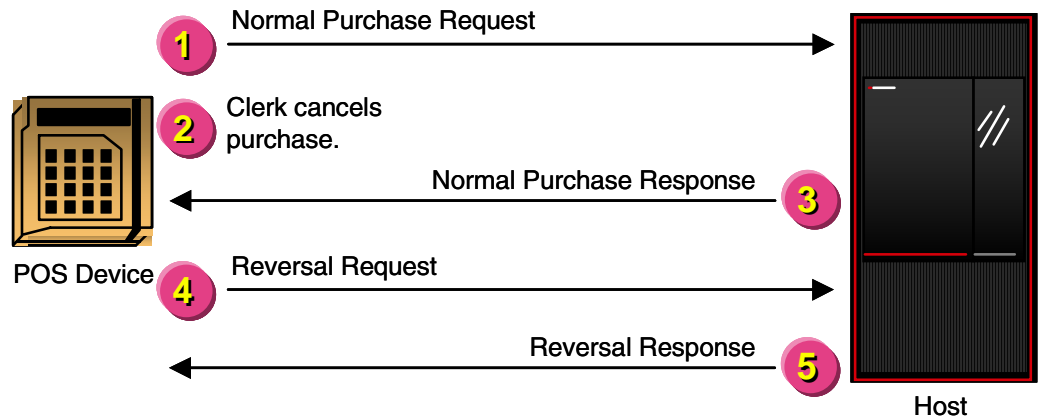 1
Normal Purchase Request
2
Clerk cancels
purchase.
Normal Purchase Response
3
POS Device
4
Reversal Request
Reversal Response
5
Host